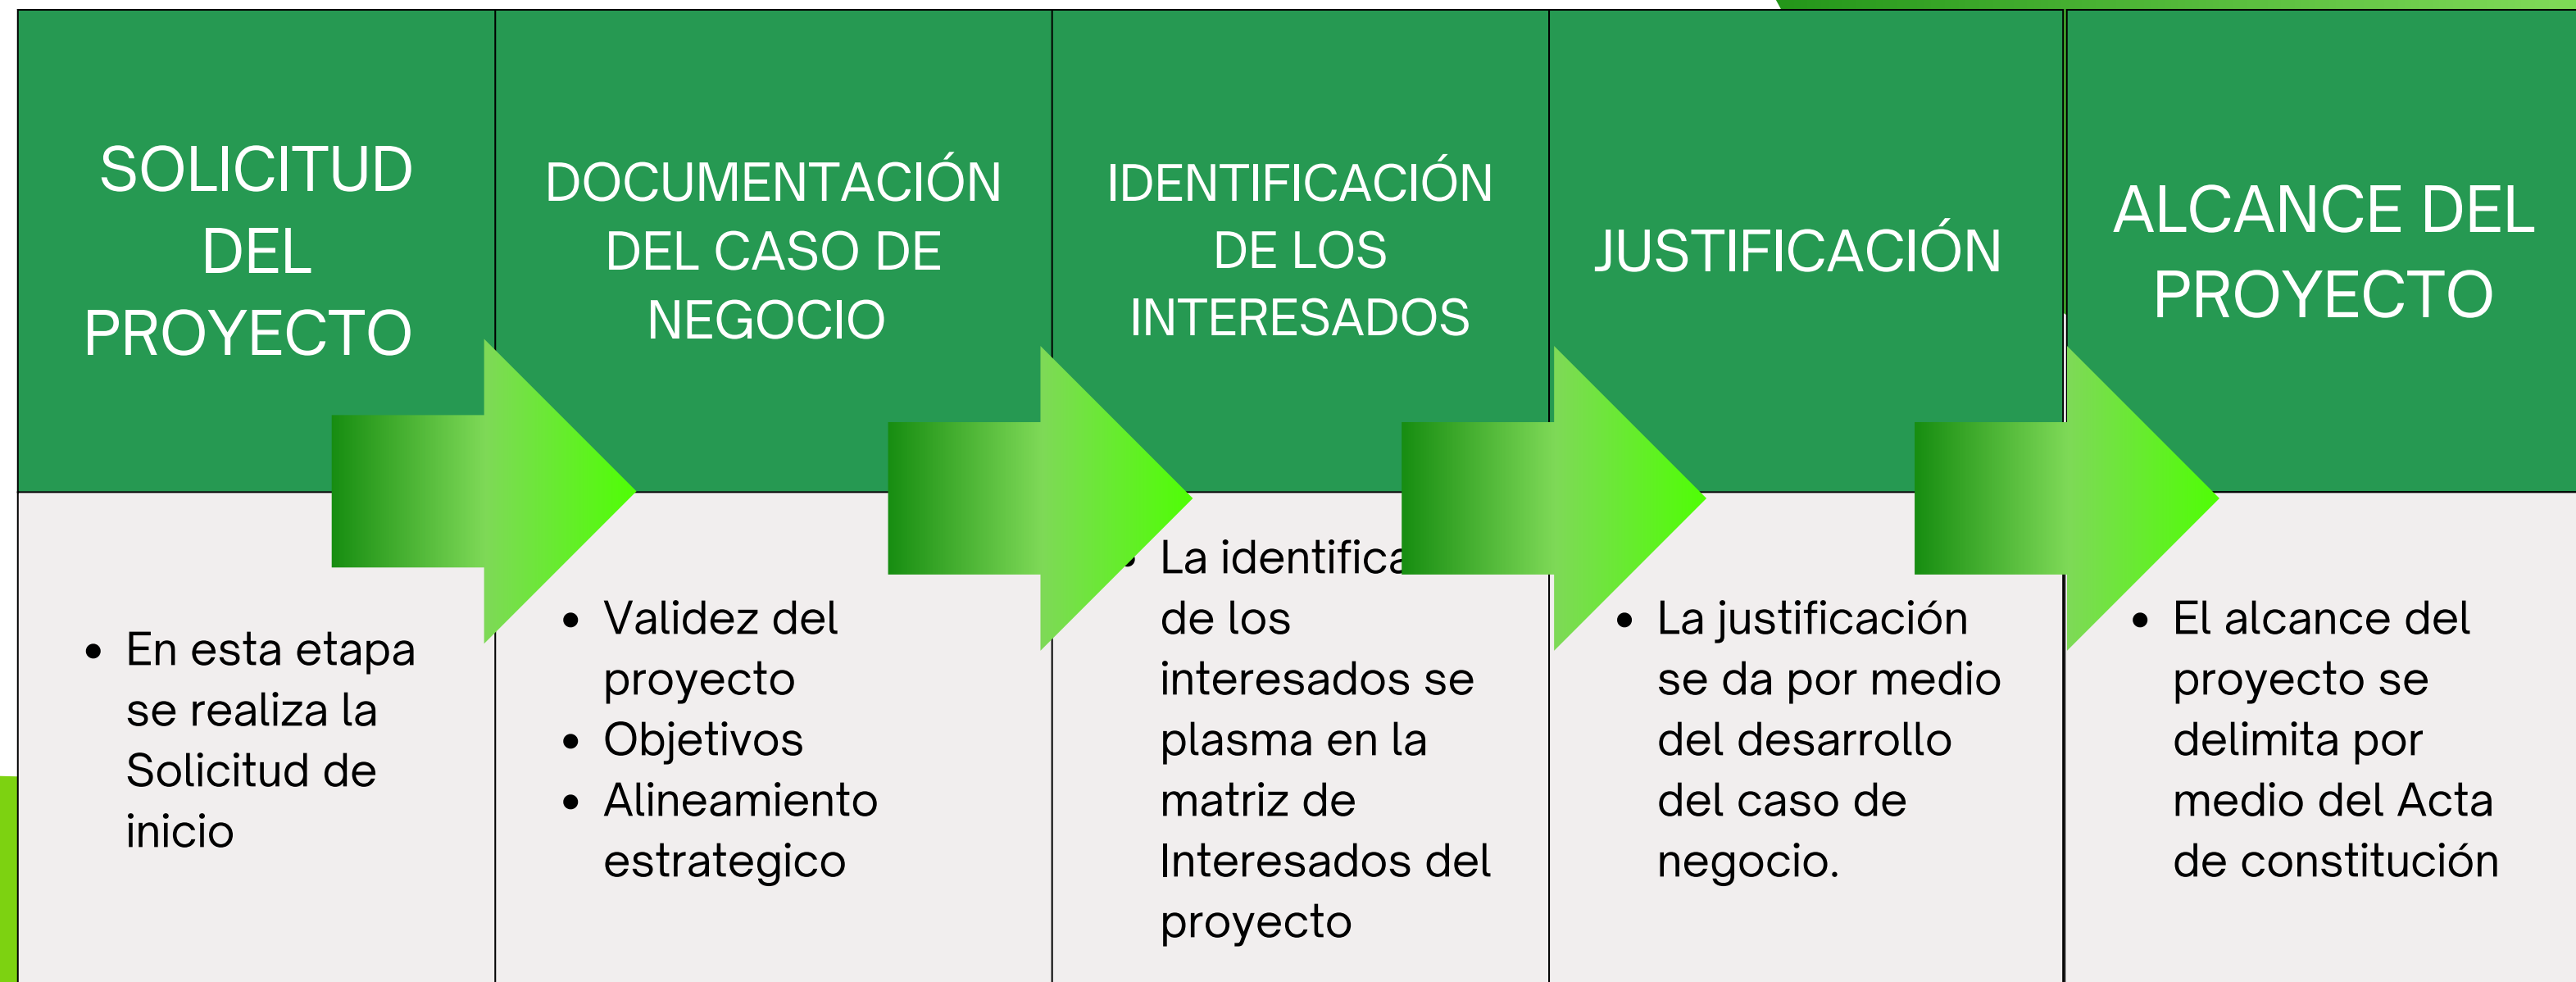 SOLICITUD
DEL
PROYECTO
DOCUMENTACIÓN
DEL CASO DE
NEGOCIO
IDENTIFICACIÓN
DE LOS
INTERESADOS
JUSTIFICACIÓN
ALCANCE DEL
PROYECTO
• En esta etapa
se realiza la
Solicitud de
inicio
• Validez del
proyecto
• Objetivos
• Alineamiento
estrategico
• La
de los
interesados se
plasma en la
matriz de
Interesados del
proyecto
• La justificación
se da por medio
del desarrollo
del caso de
negocio.
• El alcance del
proyecto se
delimita por
medio del Acta
de constitución